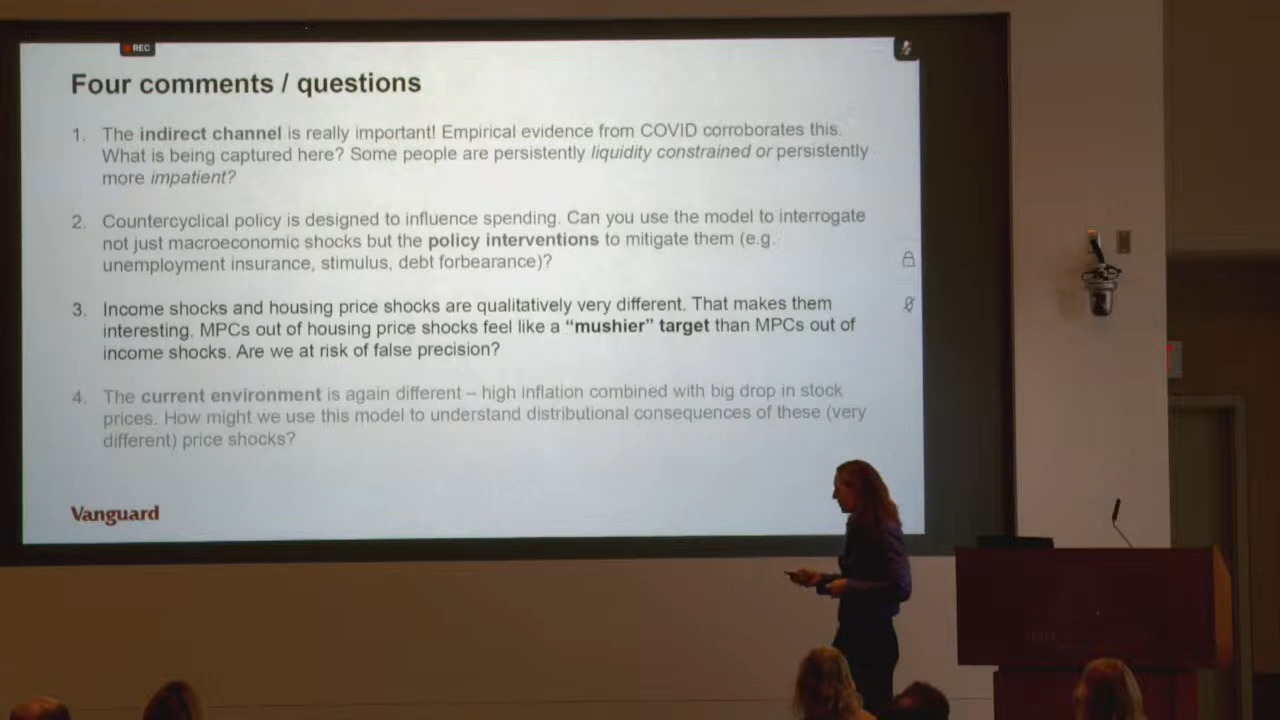 REC
Four comments / questions
1. The indirect channel is really important! Empirical evidence from COVID corroborates this.
What is being captured here? Some people are persistently liquidity constrained or persistently
more impatient?
2. Countercyclical policy is designed to influence spending. Can you use the model to interrogate
not just macroeconomic shocks but the policy interventions to mitigate them (e.g.
unemployment insurance, stimulus, debt forbearance)?
3. Income shocks and housing price shocks are qualitatively very different. That makes them
interesting. MPCs out of housing price shocks feel like a “mushier” target than MPCs out of
income shocks. Are we at risk of false precision?
4. The current environment is again different – high inflation combined with big drop in stock
prices. How might we use this model to understand distributional consequences of these (very
different) price shocks?
Vanguard